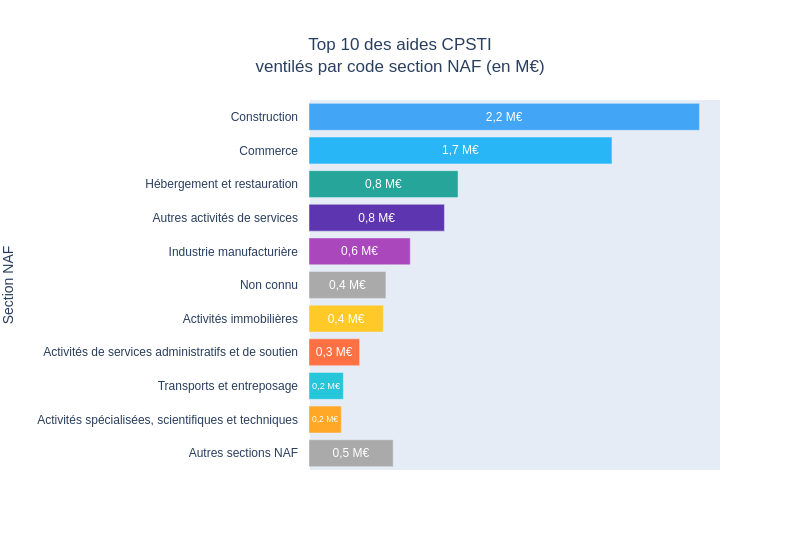 Top 10 des aides CPSTI
ventilés par code section NAF (en M€)
Section NAF
Construction 2,2 M€
Commerce 1,7 M€
Hébergement et restauration 0,8 M€
Autres activités de services 0,8 M€
Industrie manufacturière 0,6 M€
Non connu 0,4 M€
Activités immobilières 0,4 M€
Activités de services administratifs et de soutien 0,3 M€
Transports et entreposage 0,2 M€
Activités spécialisées, scientifiques et techniques 0,2 M€
Autres sections NAF 0,5 M€